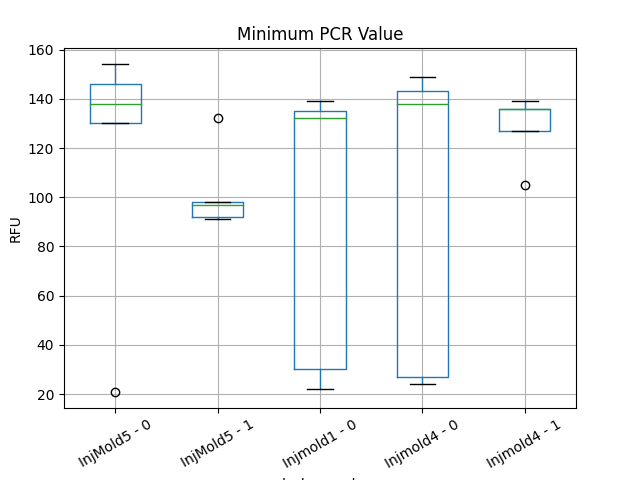 Minimum PCR Value
RFU
160
140
120
100
80
60
40
20
InjMold5 - 0
InjMold5 - 1
Injmold1 - 0
Injmold4 - 0
Injmold4 - 1